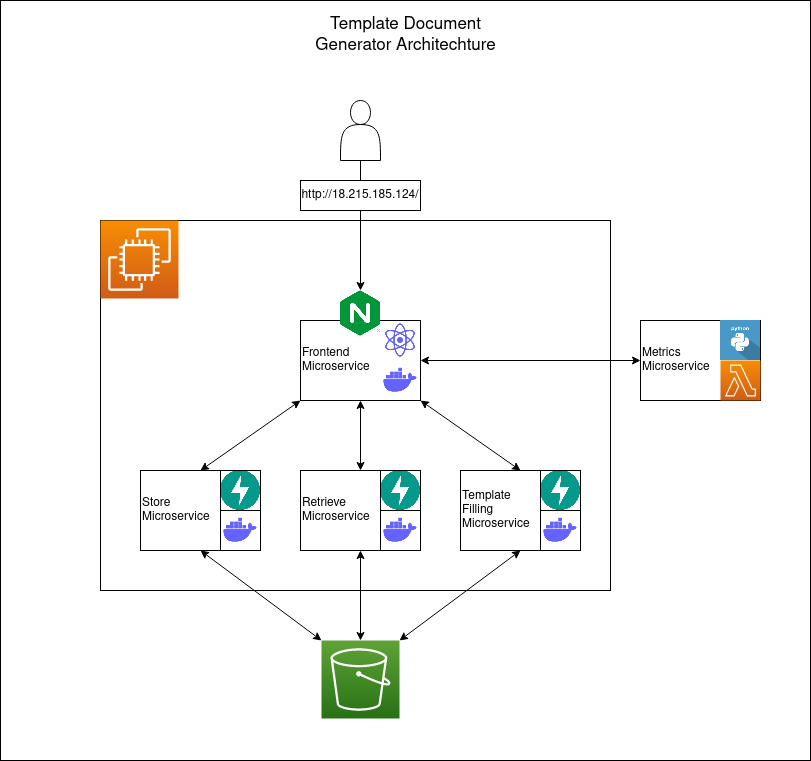 Template Document
Generator Architechture
http://18.215.185.124/
N
Frontend
Microservice
python
Metrics
Microservice
Store
Microservice
Retrieve
Microservice
Template
Filling
Microservice